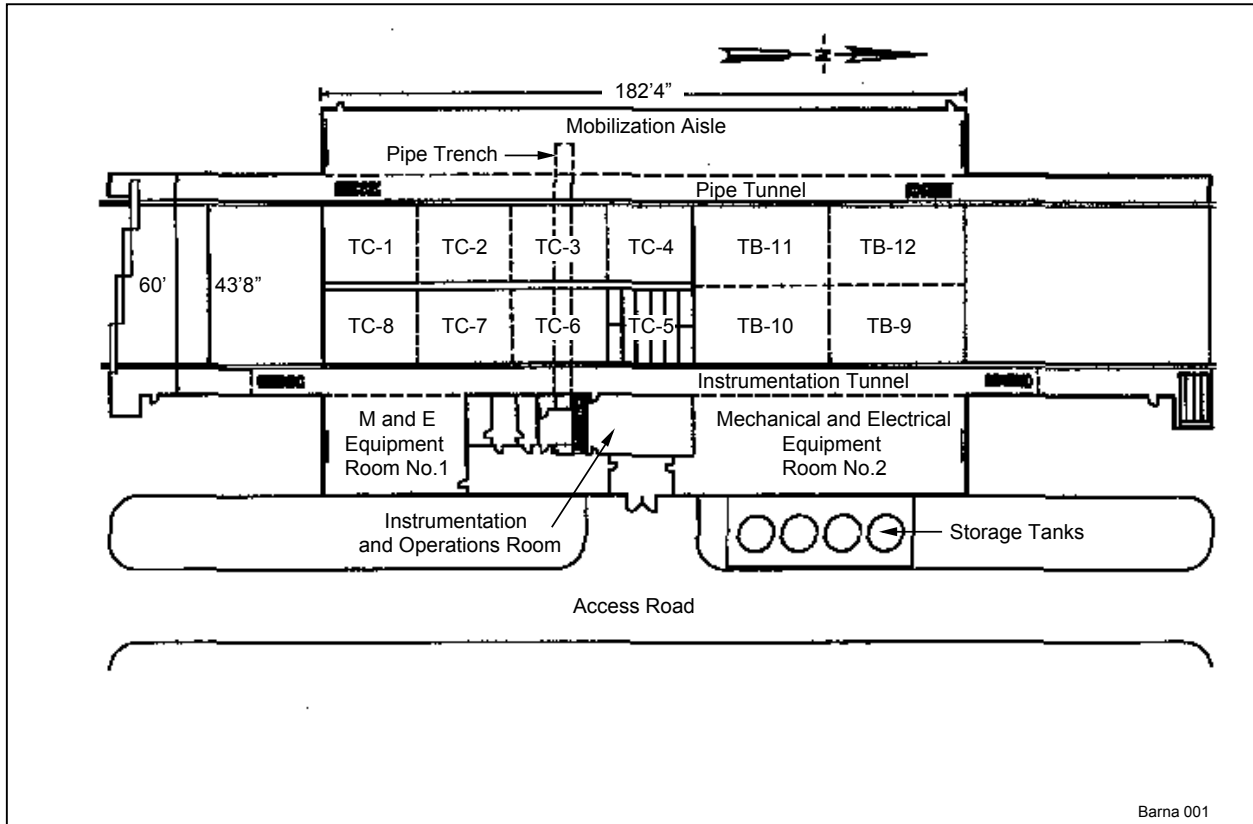 N
182'4"
Mobilization Aisle
Pipe Trench
Pipe Tunnel
TC-1
TC-2
TC-3
TC-4
TB-11
TB-12
60'
43'8"
TC-8
TC-7
TC-6
TC-5
TB-10
TB-9
Instrumentation Tunnel
M and E
Equipment
Room No.1
Mechanical and Electrical
Equipment
Room No.2
Instrumentation
and Operations Room
Storage Tanks
Access Road
Barna 001